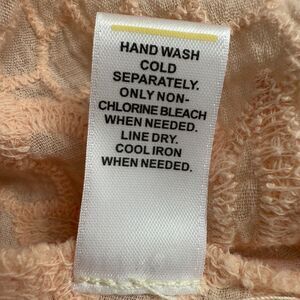 HAND WASH
COLD
SEPARATELY.
ONLY NON-
CHLORINE BLEACH
WHEN NEEDED.
LINE DRY.
COOL IRON
WHEN NEEDED.